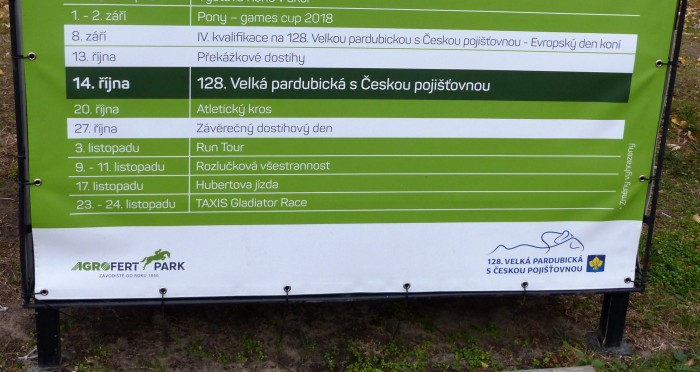 1. - 2. září Pony – games cup 2018
8. září IV. kvalifikace na 128. Velkou pardubickou s Českou pojišťovnou - Evropský den koní
13. října Překážkové dostihy
14. října 128. Velká pardubická s Českou pojišťovnou
20. října Atletický kros
27. října Závěrečný dostihový den
3. listopadu Run Tour
9. - 11. listopadu Rozlučková všestrannost
17. listopadu Hubertova jízda
23. - 24. listopadu TAXIS Gladiator Race
* Změny vyhrazeny
AGROFERT PARK
ZÁVODIŠTĚ OD ROKU 1856
128. VELKÁ PARDUBICKÁ
S ČESKOU POJIŠŤOVNOU